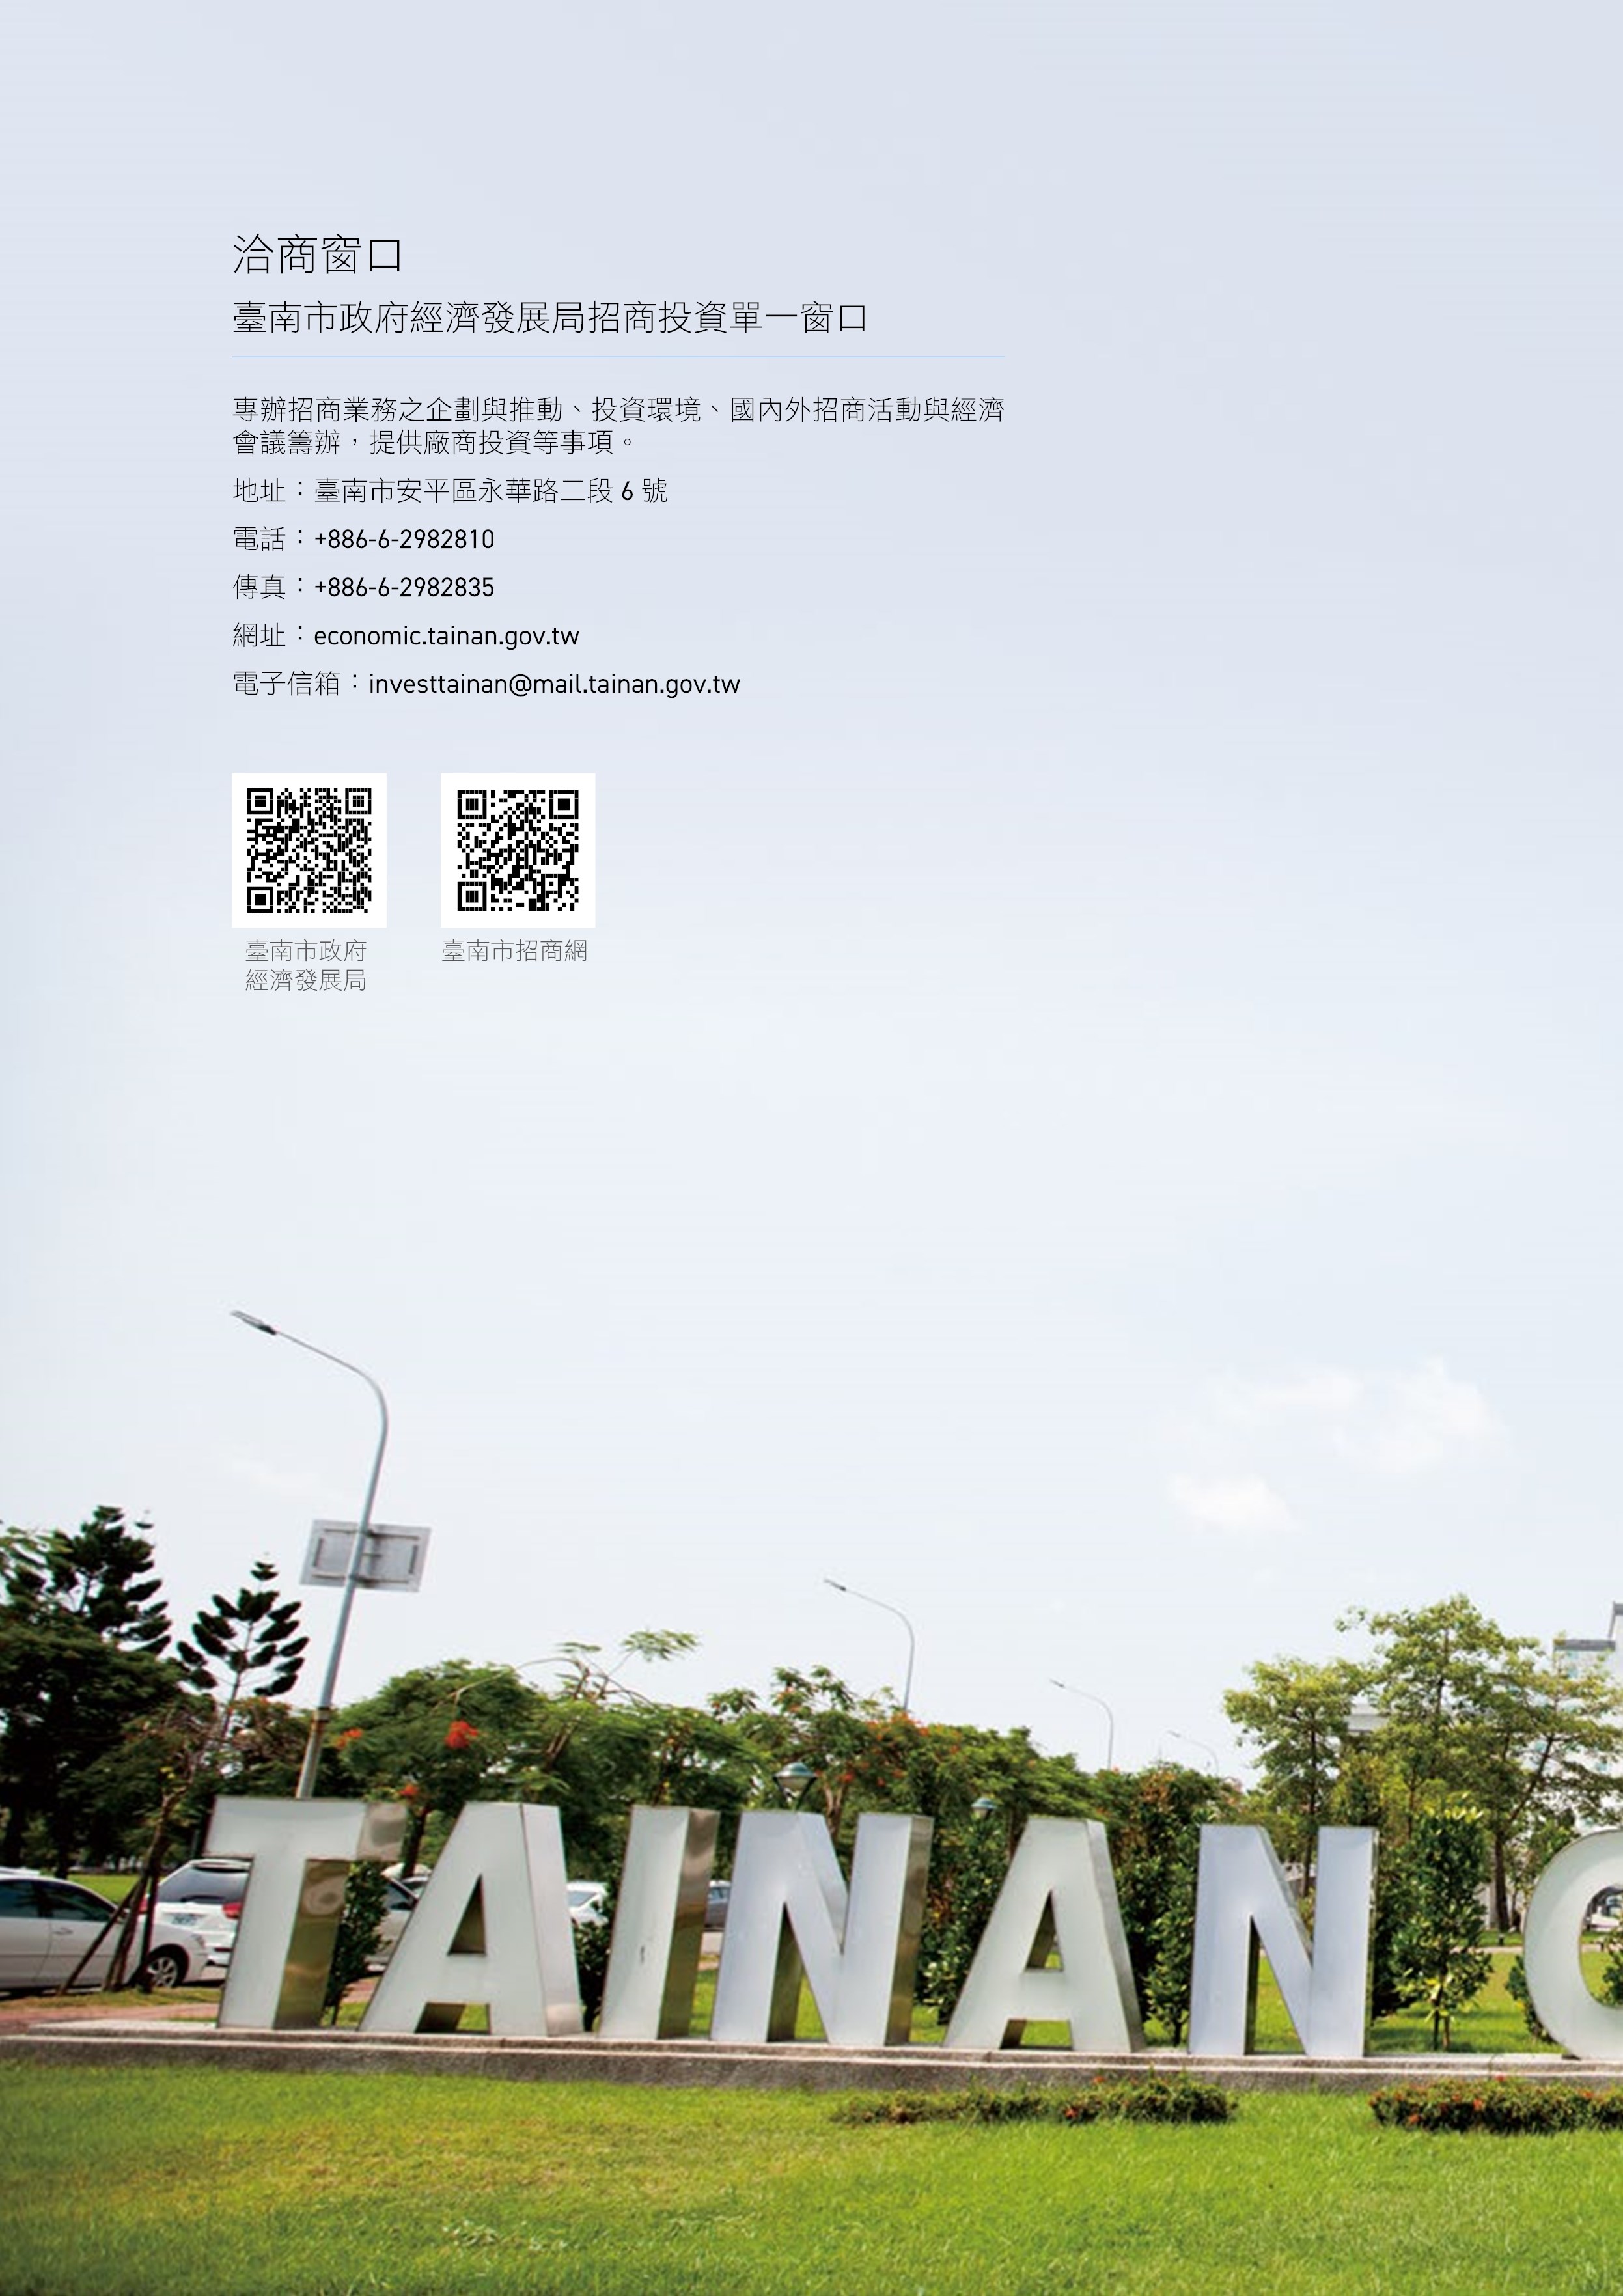 洽商窗口
臺南市政府經濟發展局招商投資單一窗口
專辦招商業務之企劃與推動、投資環境、國內外招商活動與經濟
會議籌辦，提供廠商投資等事項。
地址：臺南市安平區永華路二段 6 號
電話：+886-6-2982810
傳真：+886-6-2982835
網址：economic.tainan.gov.tw
電子信箱：investtainan@mail.tainan.gov.tw
臺南市政府
經濟發展局
臺南市招商網
TAINAN C